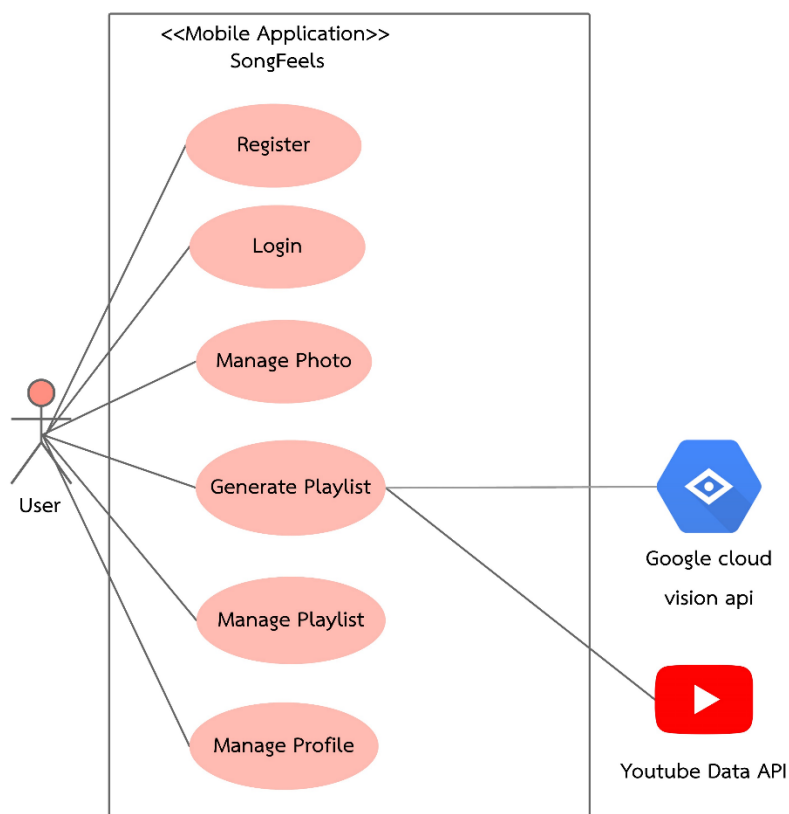 <<Mobile Application>>
SongFeels
Register
Login
Manage Photo
User
Generate Playlist
Google cloud
vision api
Manage Playlist
Manage Profile
Youtube Data API